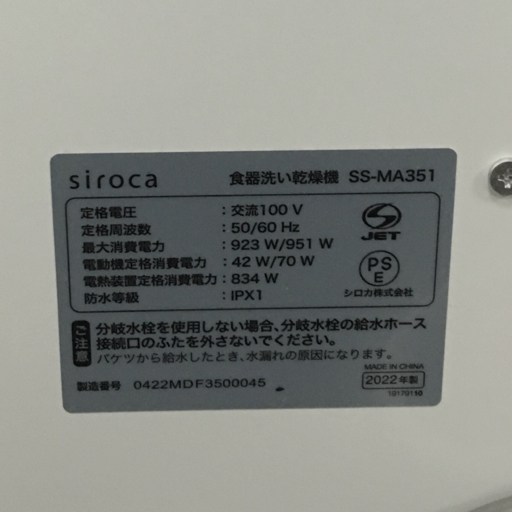 siroca 食器洗い乾燥機 SS-MA351
定格電圧 : 交流100 V
定格周波数 : 50/60 Hz
最大消費電力 : 923 W/951 W
電動機定格消費電力 : 42 W/70 W
電熱装置定格消費電力 : 834 W
防水等級 : IPX1
S
JET
PS
E
シロカ株式会社
ご注意
分岐水栓を使用しない場合、分岐水栓の給水ホース
接続口のふたを外さないでください。
バケツから給水したとき、水漏れの原因になります。
製造番号 0422MDF3500045
MADE IN CHINA
2022年製
19179110